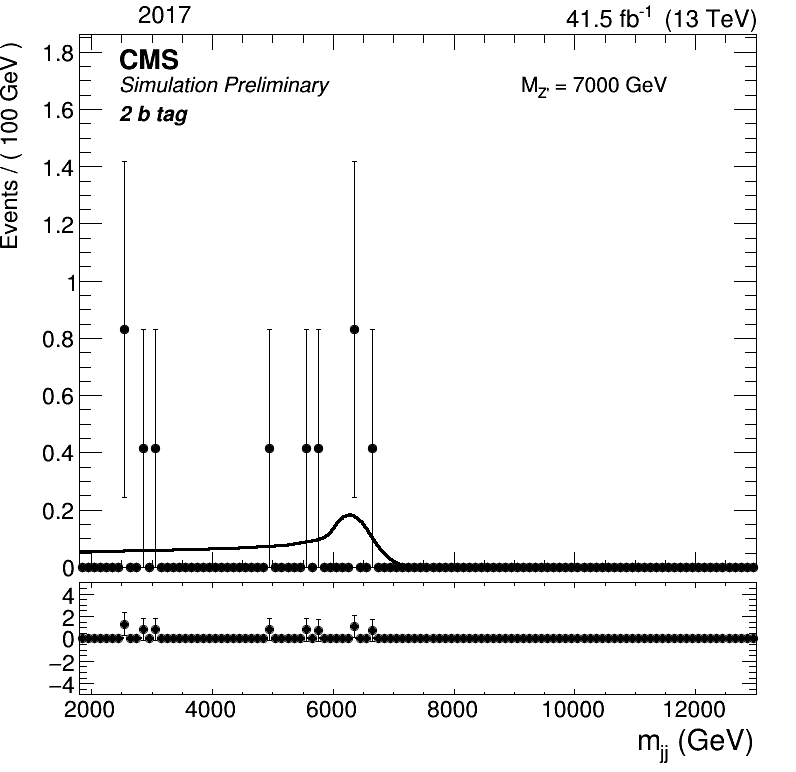 2017
41.5 fb⁻¹ (13 TeV)
CMS
Simulation Preliminary
2 b tag
M_Z' = 7000 GeV
Events / ( 100 GeV )
1.8
1.6
1.4
1.2
1
0.8
0.6
0.4
0.2
0
4
2
0
−2
−4
2000 4000 6000 8000 10000 12000
m_jj (GeV)